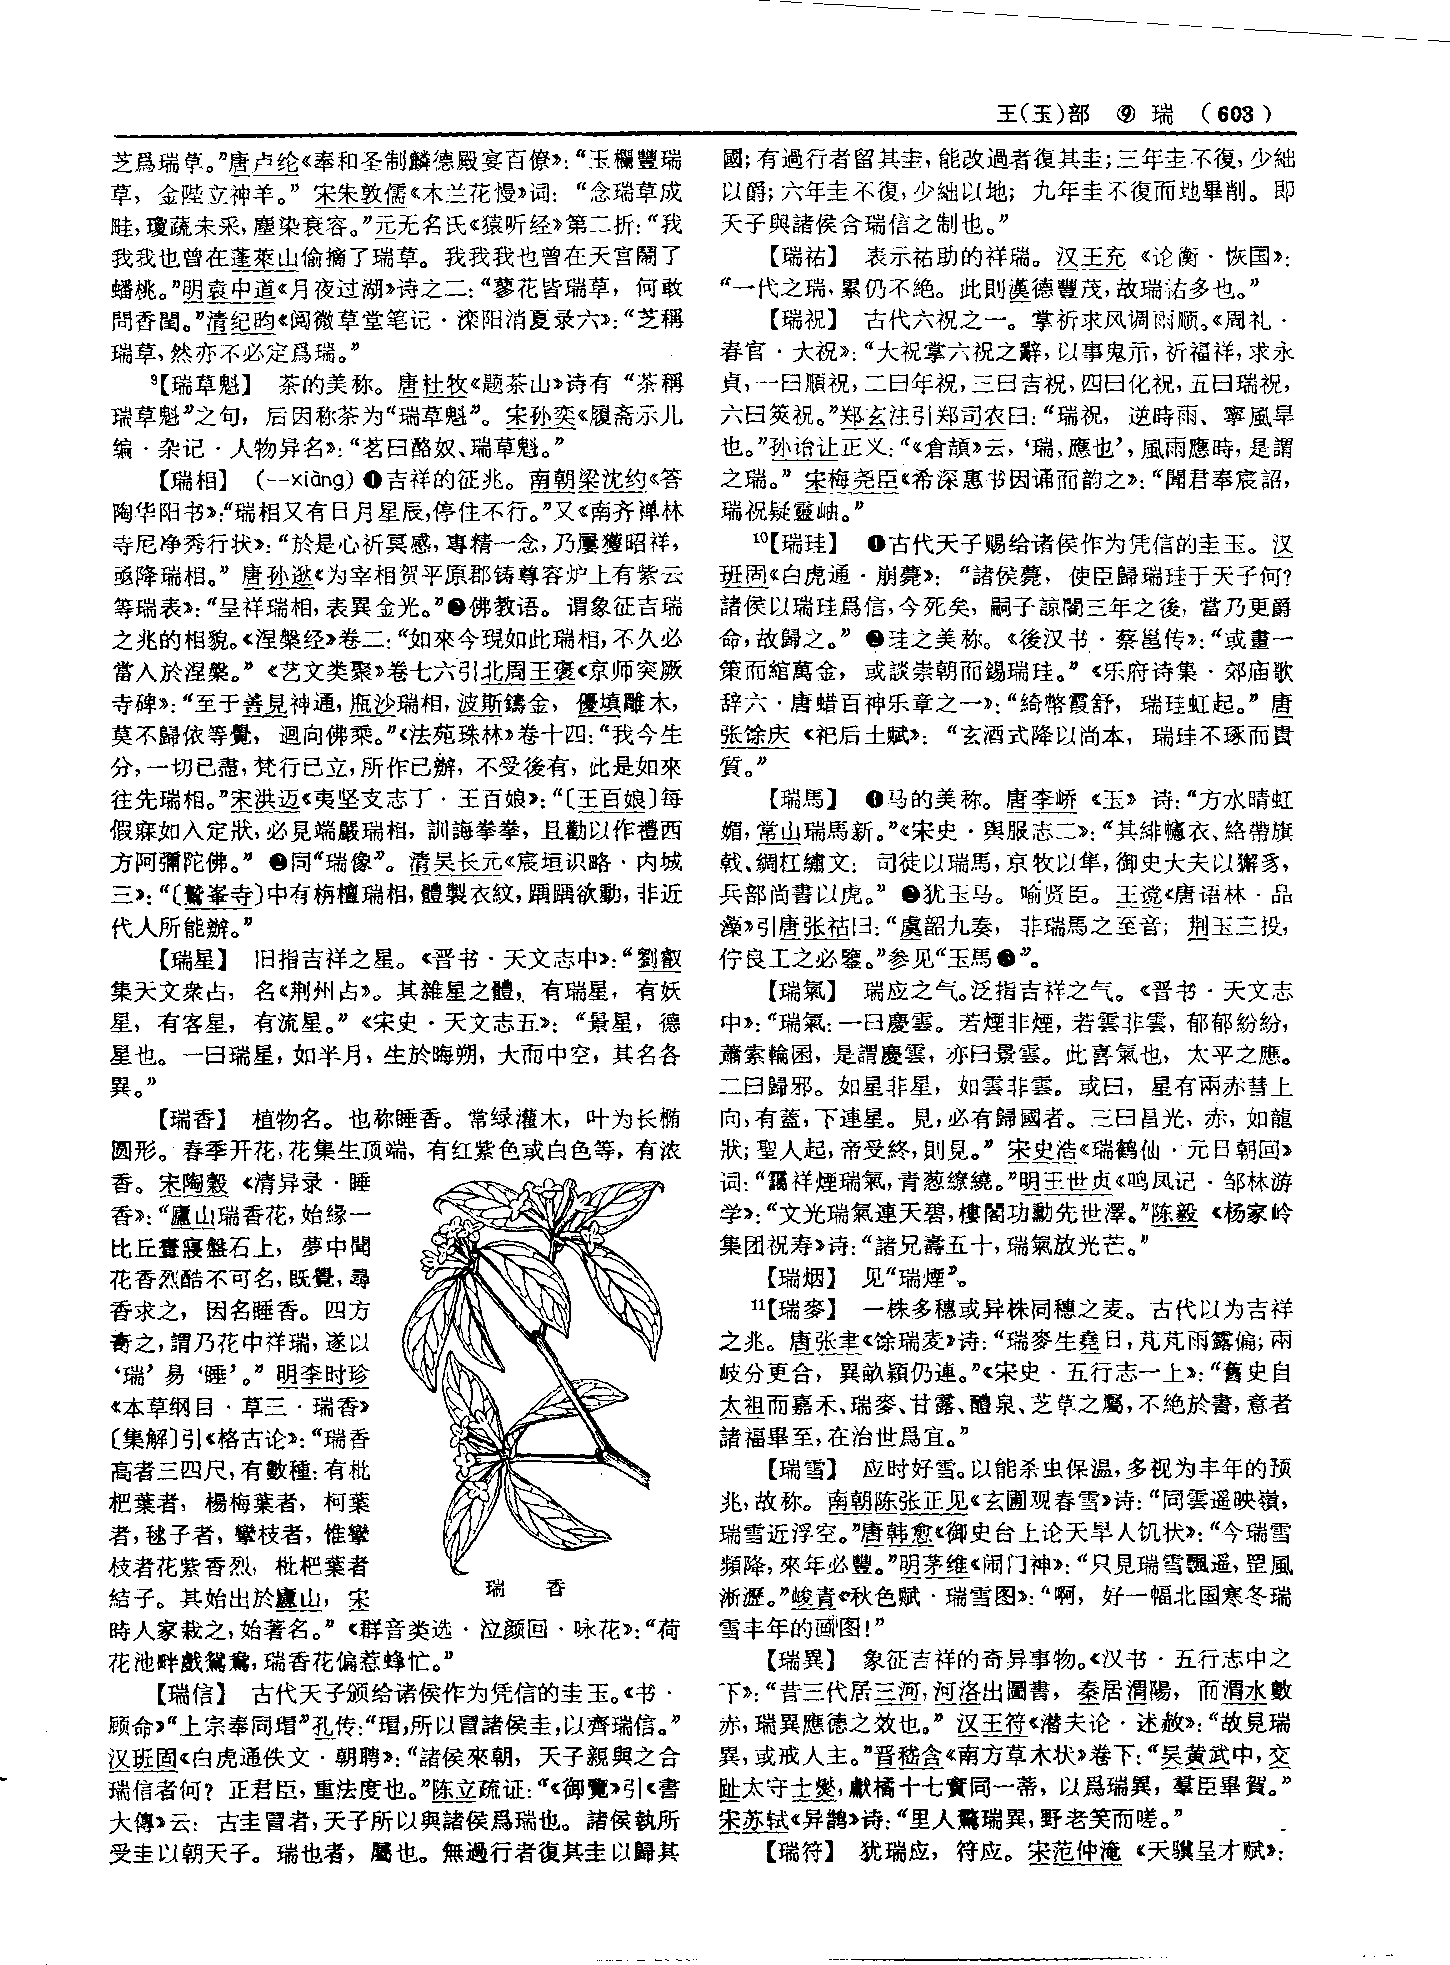 王(玉)部　⑨　瑞　(603)
芝爲瑞草。”唐卢纶《奉和圣制麟德殿宴百僚》：“玉欄豐瑞
草，金陛立神羊。”宋朱敦儒《木兰花慢》词：“念瑞草成
畦，瓊蔬未采，塵染衰容。”元无名氏《猿听经》第二折：“我
我我也曾在蓬萊山偷摘了瑞草。我我我也曾在天宫鬧了
蟠桃。”明袁中道《月夜过湖》诗之二：“蓼花皆瑞草，何敢
問香閨。”清纪昀《阅微草堂笔记·滦阳消夏录六》：“芝稱
瑞草，然亦不必定爲瑞。”
9【瑞草魁】　茶的美称。唐杜牧《题茶山》诗有“茶稱
瑞草魁”之句，后因称茶为“瑞草魁”。宋孙奕《履斋示儿
编·杂记·人物异名》：“茗曰酪奴、瑞草魁。”
【瑞相】　(--xiàng) ❶吉祥的征兆。南朝梁沈约《答
陶华阳书》：“瑞相又有日月星辰，停住不行。”又《南齐禅林
寺尼净秀行状》：“於是心祈冥感，專精一念，乃屢獲昭祥，
亟降瑞相。”唐孙逖《为宰相贺平原郡铸尊容炉上有紫云
等瑞表》：“呈祥瑞相，表異金光。”❷佛教语。谓象征吉瑞
之兆的相貌。《涅槃经》卷二：“如來今現如此瑞相，不久必
當入於涅槃。”《艺文类聚》卷七六引北周王褒《京师突厥
寺碑》：“至于善見神通，瓶沙瑞相，波斯鑄金，優填雕木，
莫不歸依等覺，迴向佛乘。”《法苑珠林》卷十四：“我今生
分，一切已盡，梵行已立，所作已辦，不受後有，此是如來
往先瑞相。”宋洪迈《夷坚支志丁·王百娘》：“〔王百娘〕每
假寐如入定狀，必見端嚴瑞相，訓誨拳拳，且勸以作禮西
方阿彌陀佛。”❸同“瑞像”。清吴长元《宸垣识略·内城
三》：“〔鷲峯寺〕中有栴檀瑞相，體製衣紋，踽踽欲動，非近
代人所能辦。”
【瑞星】　旧指吉祥之星。《晋书·天文志中》：“劉叡
集天文衆占，名《荆州占》。其雜星之體，有瑞星，有妖
星，有客星，有流星。”《宋史·天文志五》：“景星，德
星也。一曰瑞星，如半月，生於晦朔，大而中空，其名各
異。”
【瑞香】　植物名。也称睡香。常绿灌木，叶为长椭
圆形。春季开花，花集生顶端，有红紫色或白色等，有浓
香。宋陶穀《清异录·睡
香》：“廬山瑞香花，始緣一
比丘晝寢盤石上，夢中聞
花香烈酷不可名，既覺，尋
香求之，因名睡香。四方
奇之，謂乃花中祥瑞，遂以
‘瑞’易‘睡’。”明李时珍
《本草纲目·草三·瑞香》
〔集解〕引《格古论》：“瑞香
高者三四尺，有數種：有枇
杷葉者，楊梅葉者，柯葉
者，毬子者，攣枝者，惟攣
枝者花紫香烈，枇杷葉者
結子。其始出於廬山，宋
時人家栽之，始著名。”《群音类选·泣颜回·咏花》：“荷
花池畔戲鴛鴦，瑞香花偏惹蜂忙。”
瑞　香
【瑞信】　古代天子颁给诸侯作为凭信的圭玉。《书·
顾命》“上宗奉同瑁”孔传：“瑁，所以冒諸侯圭，以齊瑞信。”
汉班固《白虎通佚文·朝聘》：“諸侯來朝，天子親與之合
瑞信者何？正君臣，重法度也。”陈立疏证：“《御覽》引《書
大傳》云：古圭冒者，天子所以與諸侯爲瑞也。諸侯執所
受圭以朝天子。瑞也者，屬也。無過行者復其圭以歸其
國；有過行者留其圭，能改過者復其圭；三年圭不復，少絀
以爵；六年圭不復，少絀以地；九年圭不復而地畢削。即
天子與諸侯合瑞信之制也。”
【瑞祐】　表示祐助的祥瑞。汉王充《论衡·恢国》：
“一代之瑞，累仍不絶。此則漢德豐茂，故瑞祐多也。”
【瑞祝】　古代六祝之一。掌祈求风调雨顺。《周礼·
春官·大祝》：“大祝掌六祝之辭，以事鬼示，祈福祥，求永
貞，一曰順祝，二曰年祝，三曰吉祝，四曰化祝，五曰瑞祝，
六曰筴祝。”郑玄注引郑司农曰：“瑞祝，逆時雨、寧風旱
也。”孙诒让正义：“《倉頡》云，‘瑞，應也’，風雨應時，是謂
之瑞。”宋梅尧臣《希深惠书因诵而韵之》：“聞君奉宸詔，
瑞祝疑靈岫。”
10【瑞珪】　❶古代天子赐给诸侯作为凭信的圭玉。汉
班固《白虎通·崩薨》：“諸侯薨，使臣歸瑞珪于天子何？
諸侯以瑞珪爲信，今死矣，嗣子諒闇三年之後，當乃更爵
命，故歸之。”❷珪之美称。《後汉书·蔡邕传》：“或畫一
策而綰萬金，或談崇朝而錫瑞珪。”《乐府诗集·郊庙歌
辞六·唐蜡百神乐章之一》：“綺幣霞舒，瑞珪虹起。”唐
张馀庆《祀后土赋》：“玄酒式降以尚本，瑞珪不琢而貴
質。”
【瑞馬】　❶马的美称。唐李峤《玉》诗：“方水晴虹
媚，常山瑞馬新。”《宋史·舆服志二》：“其緋幰衣、絡帶旗
戟、綢杠繡文：司徒以瑞馬，京牧以隼，御史大夫以獬豸，
兵部尚書以虎。”❷犹玉马。喻贤臣。王谠《唐语林·品
藻》引唐张祜曰：“虞韶九奏，非瑞馬之至音；荆玉三投，
佇良工之必鑒。”参见“玉馬❸”。
【瑞氣】　瑞应之气。泛指吉祥之气。《晋书·天文志
中》：“瑞氣：一曰慶雲。若煙非煙，若雲非雲，郁郁紛紛，
蕭索輪囷，是謂慶雲，亦曰景雲。此喜氣也，太平之應。
二曰歸邪。如星非星，如雲非雲。或曰，星有兩赤彗上
向，有蓋，下連星。見，必有歸國者。三曰昌光，赤，如龍
狀；聖人起，帝受終，則見。”宋史浩《瑞鹤仙·元日朝回》
词：“靄祥煙瑞氣，青葱繚繞。”明王世贞《鸣凤记·邹林游
学》：“文光瑞氣連天碧，樓閣功勳先世澤。”陈毅《杨家岭
集团祝寿》诗：“諸兄壽五十，瑞氣放光芒。”
【瑞烟】　见“瑞煙”。
11【瑞麥】　一株多穗或异株同穗之麦。古代以为吉祥
之兆。唐张聿《馀瑞麦》诗：“瑞麥生堯日，芃芃雨露偏；兩
岐分更合，異畝穎仍連。”《宋史·五行志一上》：“舊史自
太祖而嘉禾、瑞麥、甘露、醴泉、芝草之屬，不絶於書，意者
諸福畢至，在治世爲宜。”
【瑞雪】　应时好雪。以能杀虫保温，多视为丰年的预
兆，故称。南朝陈张正见《玄圃观春雪》诗：“同雲遥映嶺，
瑞雪近浮空。”唐韩愈《御史台上论天旱人饥状》：“今瑞雪
頻降，來年必豐。”明茅维《闹门神》：“只見瑞雪飄遥，罡風
淅瀝。”峻青《秋色赋·瑞雪图》：“啊，好一幅北国寒冬瑞
雪丰年的画图！”
【瑞異】　象征吉祥的奇异事物。《汉书·五行志中之
下》：“昔三代居三河，河洛出圖書，秦居渭陽，而渭水數
赤，瑞異應德之效也。”汉王符《潜夫论·述赦》：“故見瑞
異，或戒人主。”晋嵇含《南方草木状》卷下：“吴黄武中，交
趾太守士燮，獻橘十七實同一蒂，以爲瑞異，羣臣畢賀。”
宋苏轼《异鹊》诗：“里人驚瑞異，野老笑而嗟。”
【瑞符】　犹瑞应，符应。宋范仲淹《天骥呈才赋》：